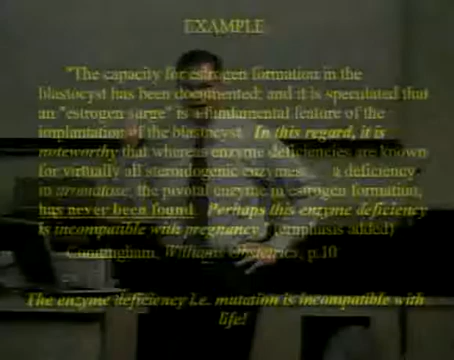 EXAMPLE
"The capacity for estrogen formation in the
blastocyst has been documented; and it is speculated that
an "estrogen surge" is a fundamental feature of the
implantation of the blastocyst. In this regard, it is
noteworthy that whereas enzyme deficiencies are known
for virtually all steroidogenic enzymes..... a deficiency
in aromatase, the pivotal enzyme in estrogen formation,
has never been found. Perhaps this enzyme deficiency
is incompatible with pregnancy. (emphasis added)
Cunningham, Williams Obstetrics, p.10
The enzyme deficiency i.e. mutation is incompatible with
life!